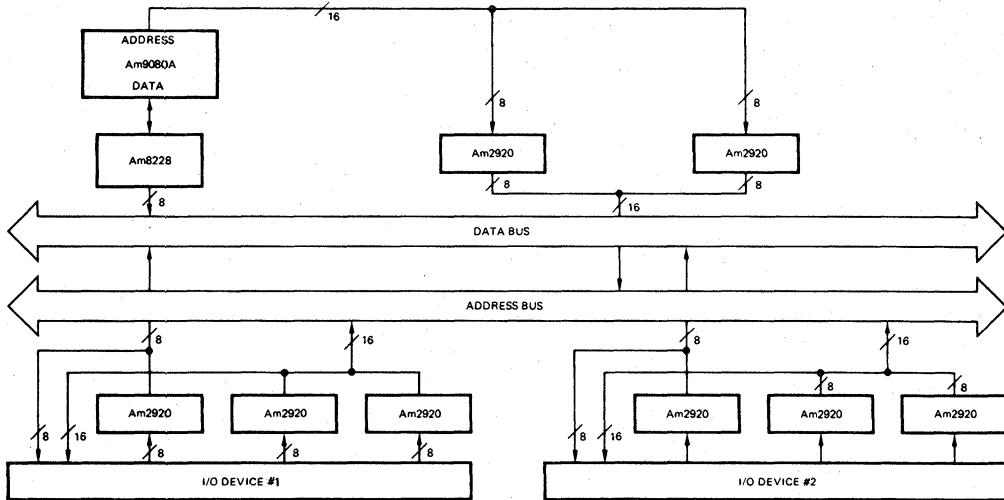 16
ADDRESS
Am9080A
DATA
8
8
Am8228
Am2920
Am2920
8
8
8
16
DATA BUS
ADDRESS BUS
8
16
8
16
8
8
Am2920
Am2920
Am2920
Am2920
Am2920
Am2920
8
16
8
8
8
8
16
I/O DEVICE #1
I/O DEVICE #2